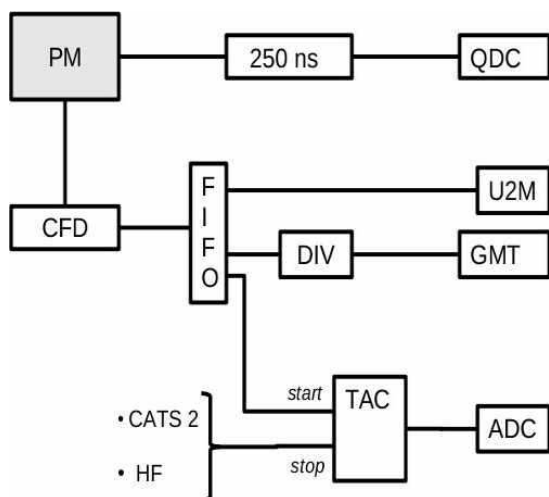 PM
250 ns
QDC
F
I
F
O
U2M
CFD
DIV
GMT
start
TAC
• CATS 2
ADC
• HF
stop